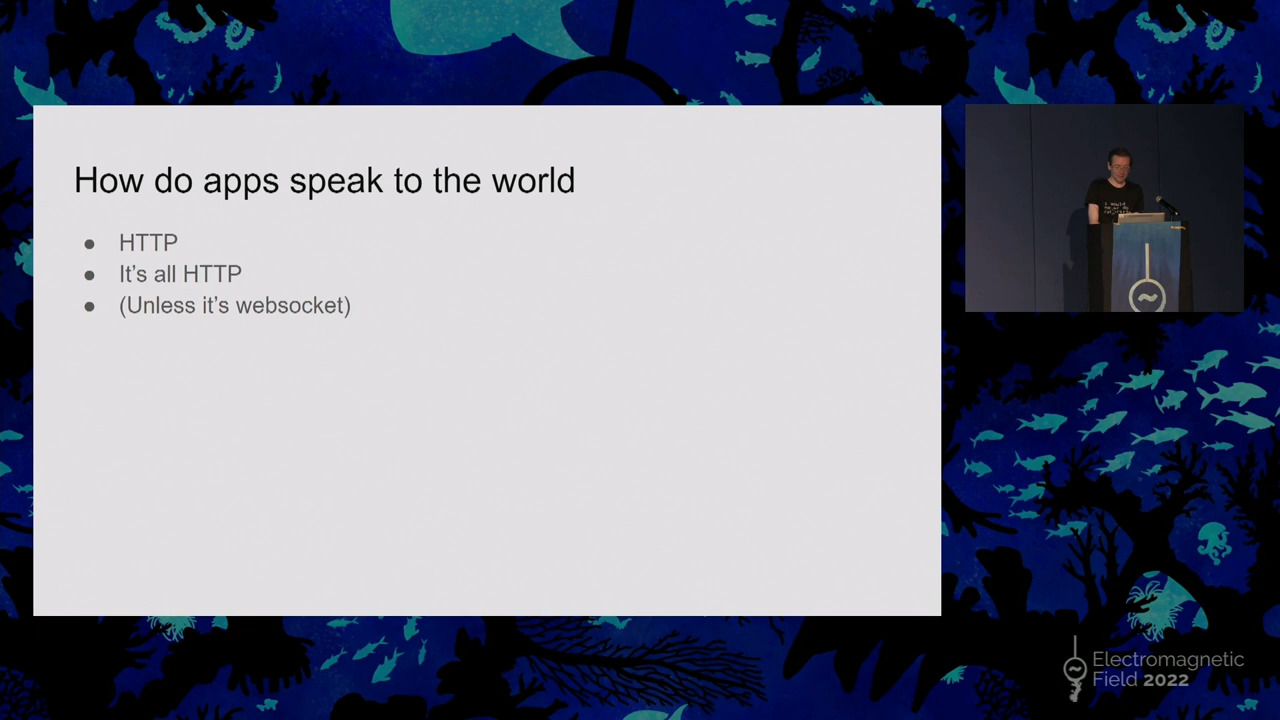 How do apps speak to the world
● HTTP
● It's all HTTP
● (Unless it's websocket)
Electromagnetic
Field 2022